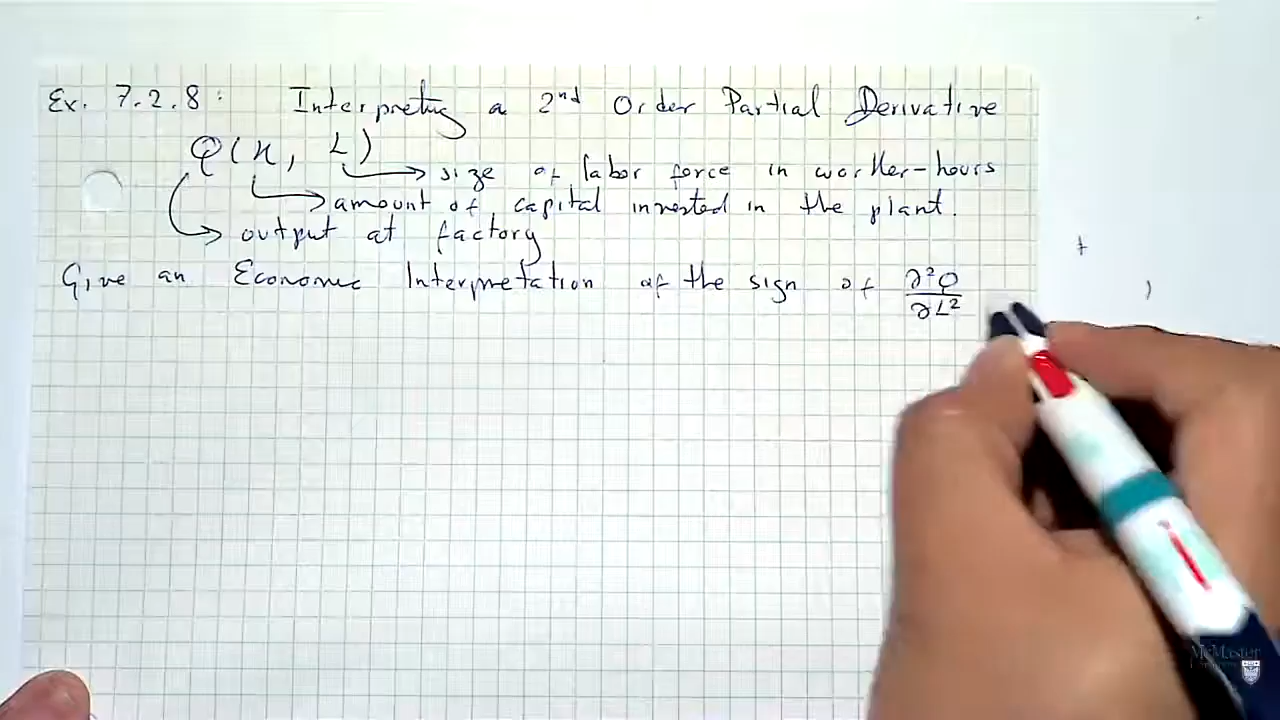 Ex. 7.2.8: Interpreting a 2nd Order Partial Derivative
Q(K, L)
size of labor force in worker-hours
amount of capital invested in the plant.
output at factory
Give an Economic Interpretation of the sign of ∂²Q/∂L²
McMaster